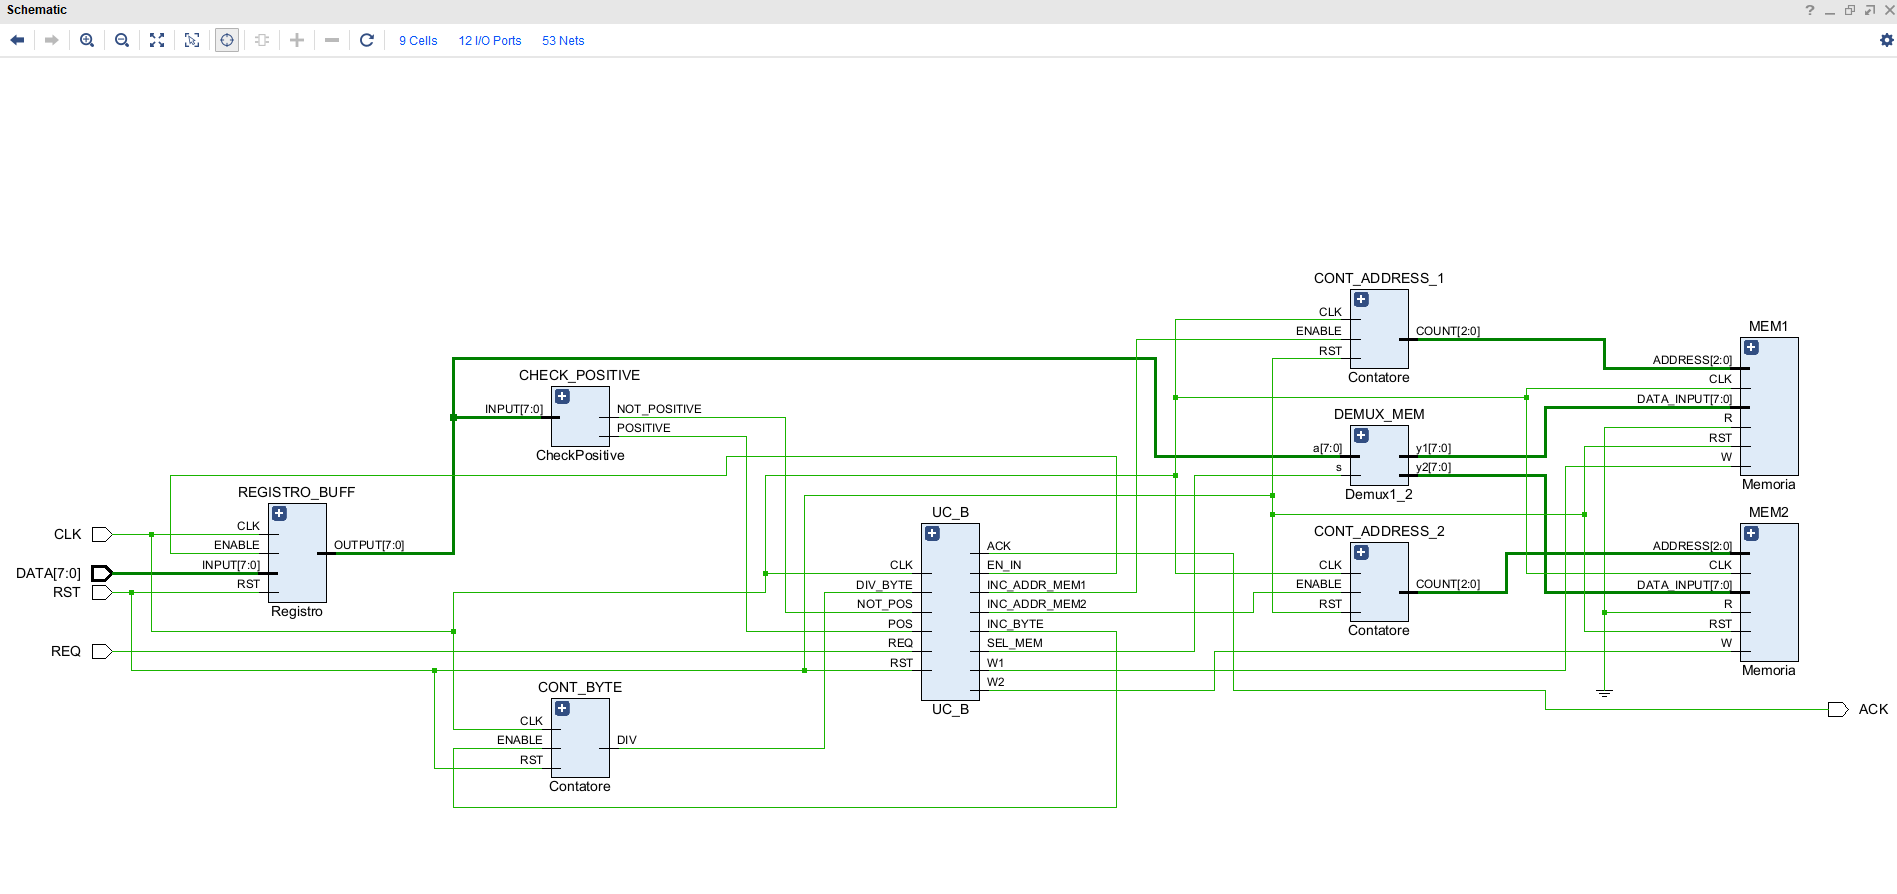 Schematic
9 Cells
12 I/O Ports
53 Nets
CONT_ADDRESS_1
CLK
ENABLE
RST
COUNT[2:0]
Contatore
MEM1
ADDRESS[2:0]
CLK
DATA_INPUT[7:0]
R
RST
W
Memoria
CHECK_POSITIVE
INPUT[7:0]
NOT_POSITIVE
POSITIVE
CheckPositive
DEMUX_MEM
a[7:0]
s
y1[7:0]
y2[7:0]
Demux1_2
REGISTRO_BUFF
CLK
ENABLE
INPUT[7:0]
RST
OUTPUT[7:0]
Registro
CLK
DATA[7:0]
RST
REQ
UC_B
CLK
DIV_BYTE
NOT_POS
POS
REQ
RST
ACK
EN_IN
INC_ADDR_MEM1
INC_ADDR_MEM2
INC_BYTE
SEL_MEM
W1
W2
UC_B
CONT_ADDRESS_2
CLK
ENABLE
RST
COUNT[2:0]
Contatore
MEM2
ADDRESS[2:0]
CLK
DATA_INPUT[7:0]
R
RST
W
Memoria
CONT_BYTE
CLK
ENABLE
RST
DIV
Contatore
ACK